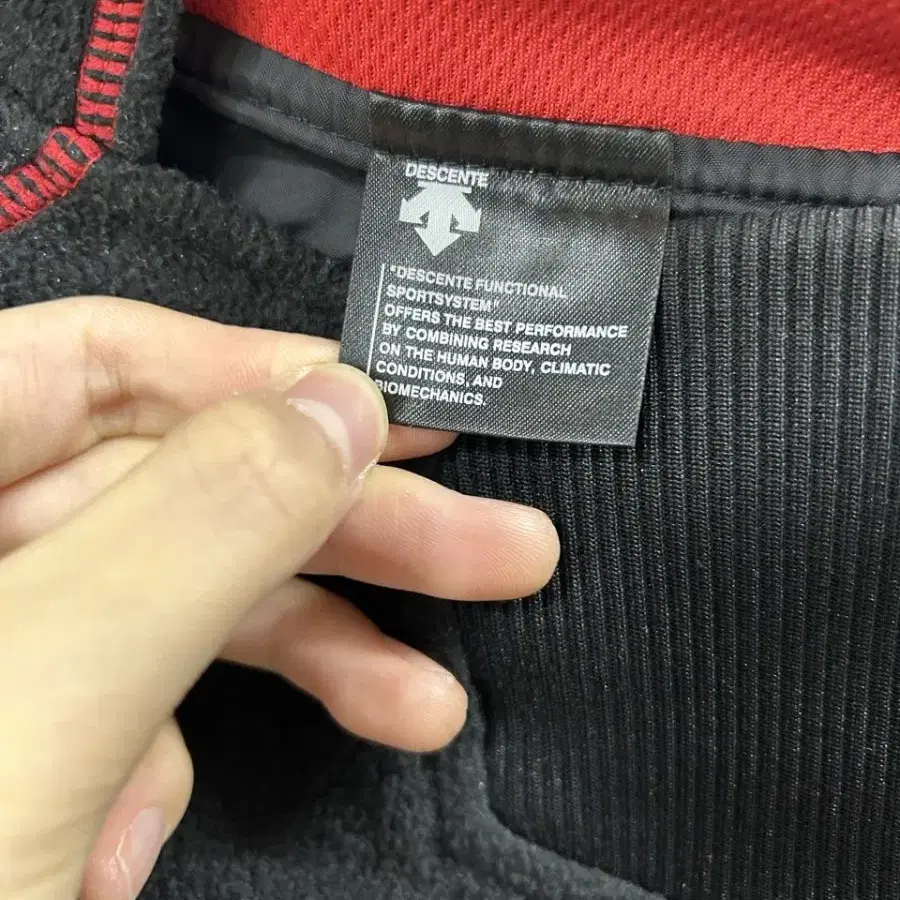 DESCENTE
"DESCENTE FUNCTIONAL
SPORTSYSTEM"
OFFERS THE BEST PERFORMANCE
BY COMBINING RESEARCH
ON THE HUMAN BODY, CLIMATIC
CONDITIONS, AND
BIOMECHANICS.